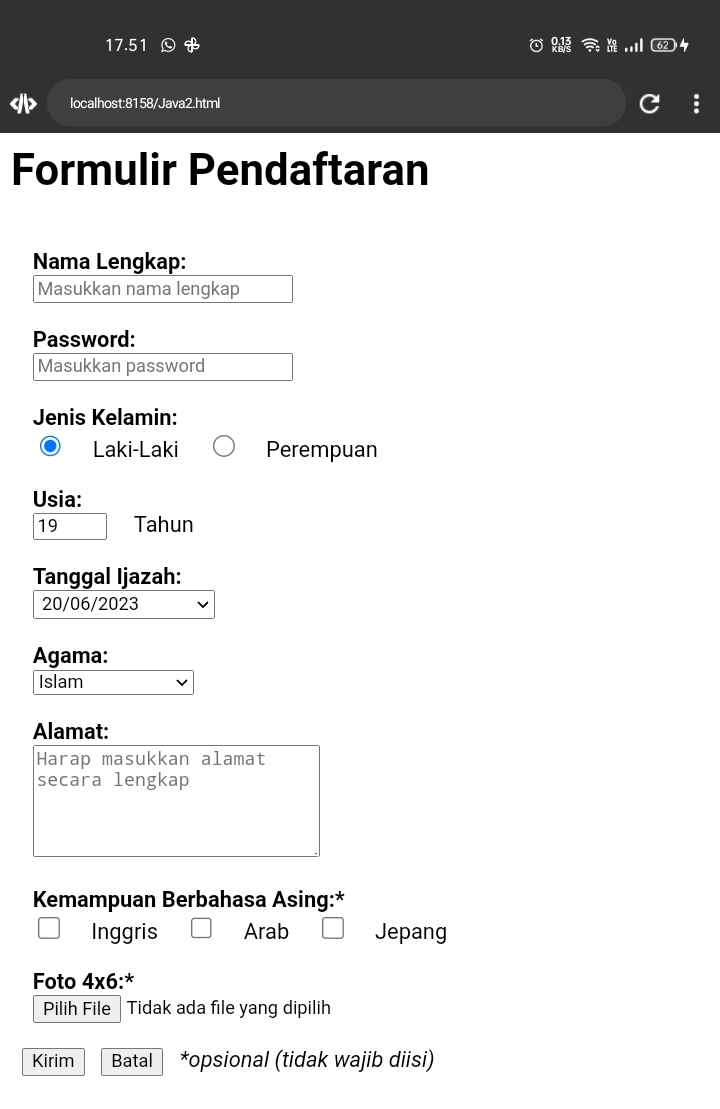 17.51 0.13 KB/S Vo LTE 62
localhost:8158/Java2.html
Formulir Pendaftaran
Nama Lengkap:
Masukkan nama lengkap
Password:
Masukkan password
Jenis Kelamin:
Laki-Laki Perempuan
Usia:
19 Tahun
Tanggal Ijazah:
20/06/2023
Agama:
Islam
Alamat:
Harap masukkan alamat
secara lengkap
Kemampuan Berbahasa Asing:*
Inggris Arab Jepang
Foto 4x6:*
Pilih File Tidak ada file yang dipilih
Kirim Batal *opsional (tidak wajib diisi)